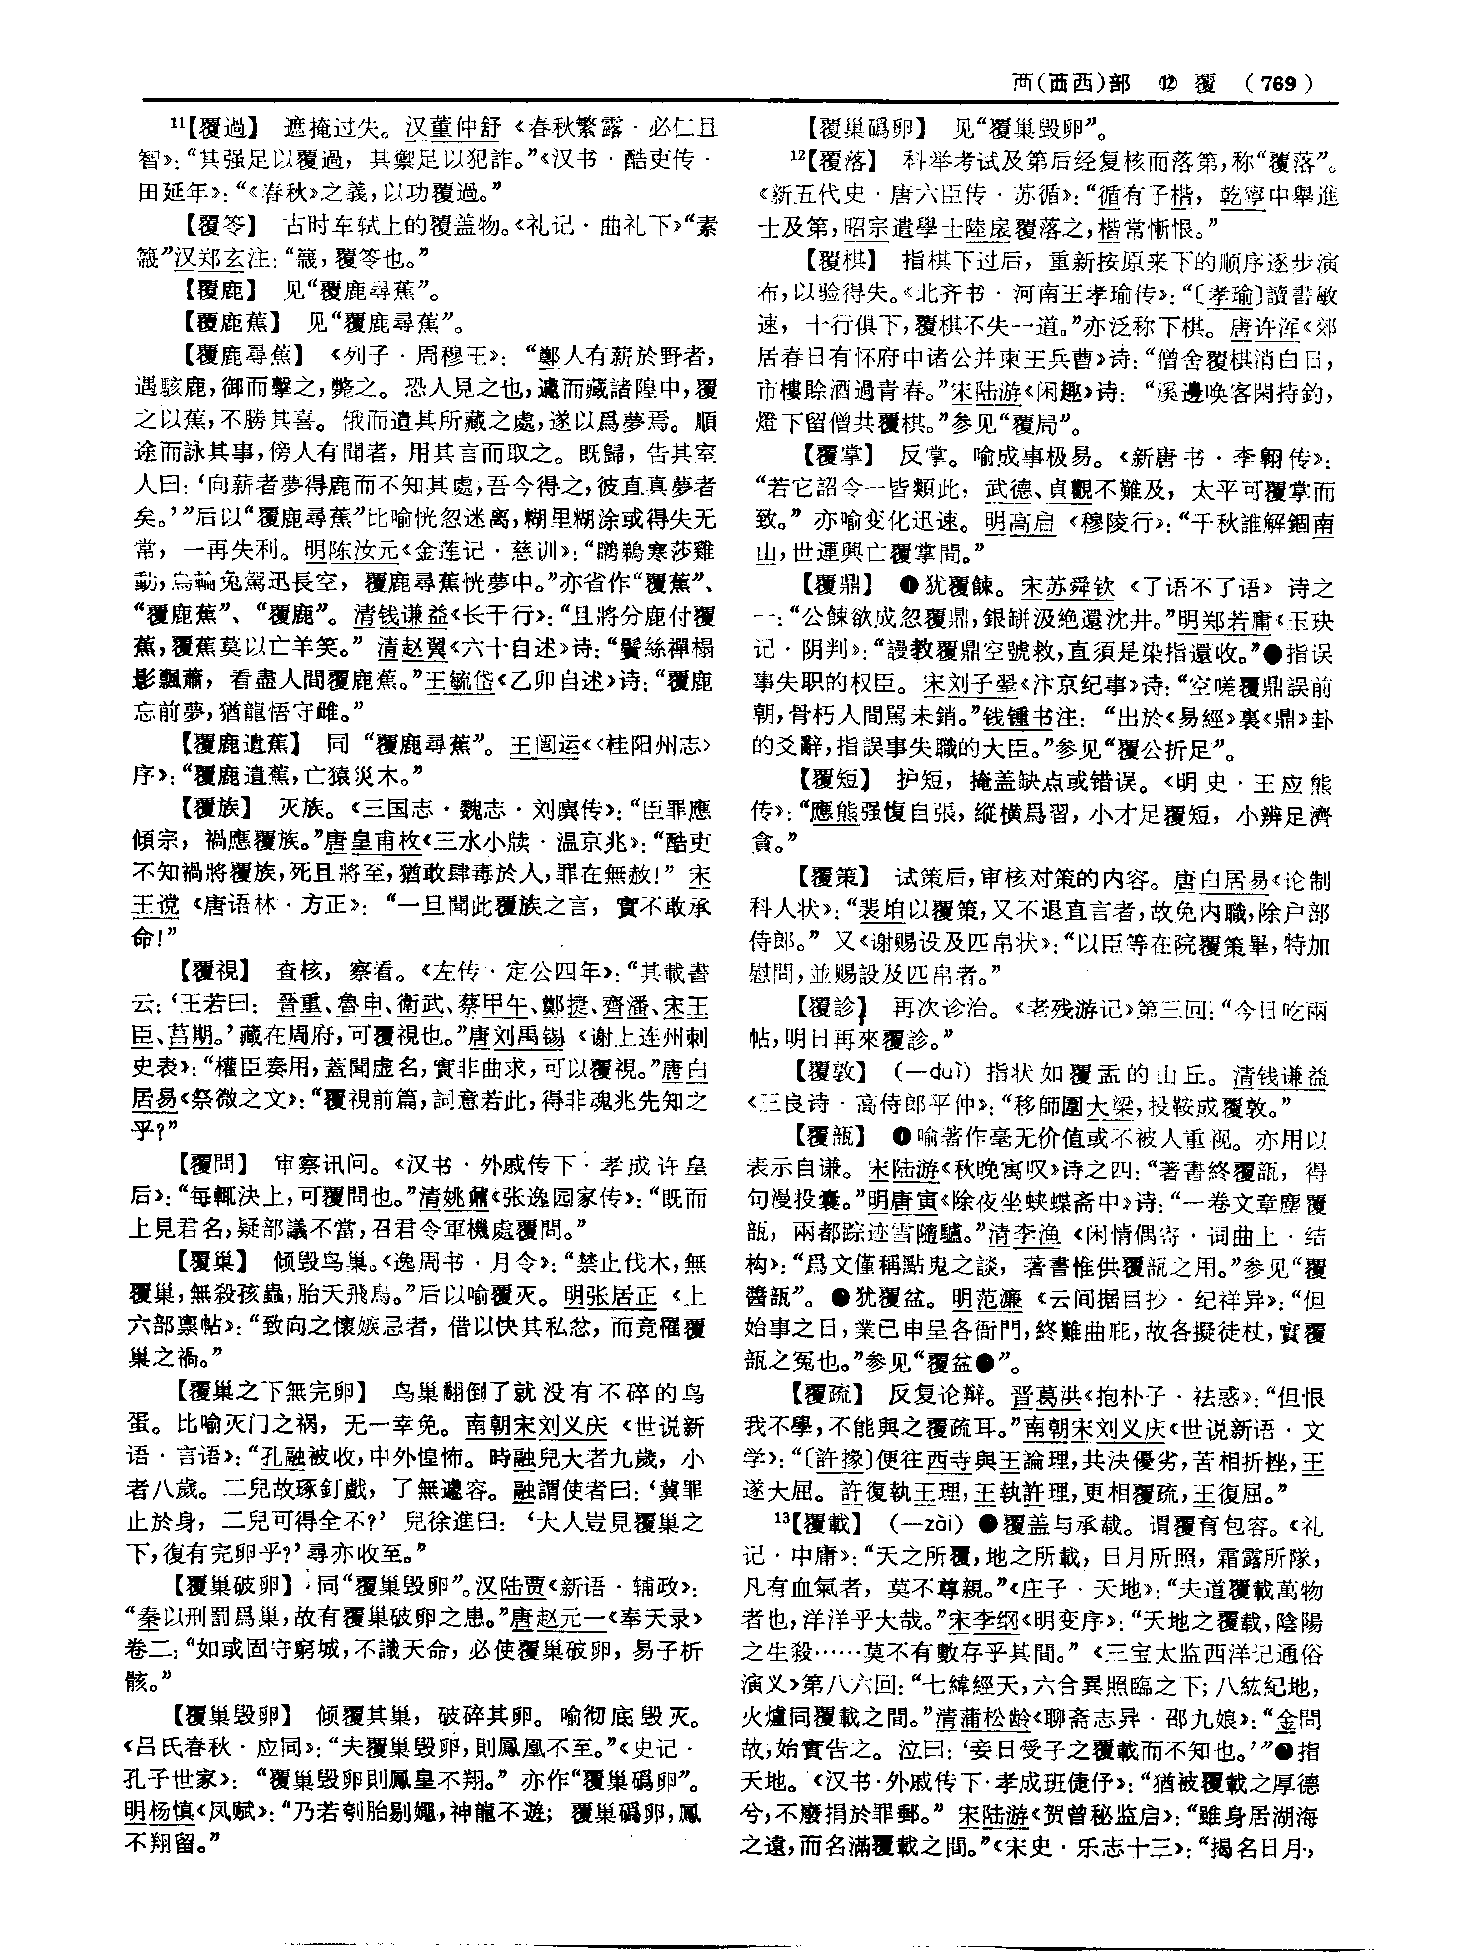 襾(覀西)部 ⑫ 覆 (769)
¹¹【覆過】 遮掩过失。汉董仲舒《春秋繁露·必仁且
智》:“其强足以覆過，其禦足以犯詐。”《汉书·酷吏传·
田延年》:“《春秋》之義，以功覆過。”
【覆笭】 古时车轼上的覆盖物。《礼记·曲礼下》“素
簚”汉郑玄注:“簚，覆笭也。”
【覆鹿】 见“覆鹿尋蕉”。
【覆鹿蕉】 见“覆鹿尋蕉”。
【覆鹿尋蕉】 《列子·周穆王》:“鄭人有薪於野者，
遇駭鹿，御而擊之，斃之。恐人見之也，遽而藏諸隍中，覆
之以蕉，不勝其喜。俄而遺其所藏之處，遂以爲夢焉。順
途而詠其事，傍人有聞者，用其言而取之。既歸，告其室
人曰:‘向薪者夢得鹿而不知其處，吾今得之，彼直真夢者
矣。’”后以“覆鹿尋蕉”比喻恍忽迷离，糊里糊涂或得失无
常，一再失利。明陈汝元《金莲记·慈训》:“鸕鶿寒莎雞
動，烏輪兔駕迅長空，覆鹿尋蕉恍夢中。”亦省作“覆蕉”、
“覆鹿蕉”、“覆鹿”。清钱谦益《长干行》:“且將分鹿付覆
蕉，覆蕉莫以亡羊笑。”清赵翼《六十自述》诗:“鬢絲禪榻
影飄蕭，看盡人間覆鹿蕉。”王毓岱《乙卯自述》诗:“覆鹿
忘前夢，猶龍悟守雌。”
【覆鹿遺蕉】 同“覆鹿尋蕉”。王闿运《〈桂阳州志〉
序》:“覆鹿遺蕉，亡猿災木。”
【覆族】 灭族。《三国志·魏志·刘廙传》:“臣罪應
傾宗，禍應覆族。”唐皇甫枚《三水小牍·温京兆》:“酷吏
不知禍將覆族，死且將至，猶敢肆毒於人，罪在無赦!”宋
王谠《唐语林·方正》:“一旦聞此覆族之言，實不敢承
命!”
【覆視】 查核，察看。《左传·定公四年》:“其載書
云:‘王若曰: 晉重、魯申、衛武、蔡甲午、鄭捷、齊潘、宋王
臣、莒期。’藏在周府，可覆視也。”唐刘禹锡《谢上连州刺
史表》:“權臣奏用，蓋聞虛名，實非曲求，可以覆視。”唐白
居易《祭微之文》:“覆視前篇，詞意若此，得非魂兆先知之
乎?”
【覆問】 审察讯问。《汉书·外戚传下·孝成许皇
后》:“每輒決上，可覆問也。”清姚鼐《张逸园家传》:“既而
上見君名，疑部議不當，召君令軍機處覆問。”
【覆巢】 倾毁鸟巢。《逸周书·月令》:“禁止伐木，無
覆巢，無殺孩蟲，胎夭飛鳥。”后以喻覆灭。明张居正《上
六部禀帖》:“致向之懷嫉忌者，借以快其私忿，而竟罹覆
巢之禍。”
【覆巢之下無完卵】 鸟巢翻倒了就没有不碎的鸟
蛋。比喻灭门之祸，无一幸免。南朝宋刘义庆《世说新
语·言语》:“孔融被收，中外惶怖。時融兒大者九歲，小
者八歲。二兒故琢釘戲，了無遽容。融謂使者曰:‘冀罪
止於身，二兒可得全不?’兒徐進曰:‘大人豈見覆巢之
下，復有完卵乎?’尋亦收至。”
【覆巢破卵】 同“覆巢毁卵”。汉陆贾《新语·辅政》:
“秦以刑罰爲巢，故有覆巢破卵之患。”唐赵元一《奉天录》
卷二:“如或固守窮城，不識天命，必使覆巢破卵，易子析
骸。”
【覆巢毁卵】 倾覆其巢，破碎其卵。喻彻底毁灭。
《吕氏春秋·应同》:“夫覆巢毁卵，則鳳凰不至。”《史记·
孔子世家》:“覆巢毁卵則鳳皇不翔。”亦作“覆巢碢卵”。
明杨慎《凤赋》:“乃若刳胎剔孕，神龍不遊; 覆巢碢卵，鳳
不翔留。”
【覆巢碢卵】 见“覆巢毁卵”。
¹²【覆落】 科举考试及第后经复核而落第，称“覆落”。
《新五代史·唐六臣传·苏循》:“循有子楷，乾寧中舉進
士及第，昭宗遣學士陸扆覆落之，楷常慚恨。”
【覆棋】 指棋下过后，重新按原来下的顺序逐步演
布，以验得失。《北齐书·河南王孝瑜传》:“〔孝瑜〕讀書敏
速，十行俱下，覆棋不失一道。”亦泛称下棋。唐许浑《郊
居春日有怀府中诸公并柬王兵曹》诗:“僧舍覆棋消白日，
市樓賒酒過青春。”宋陆游《闲趣》诗:“溪邊唤客閑持釣，
燈下留僧共覆棋。”参见“覆局”。
【覆掌】 反掌。喻成事极易。《新唐书·李翱传》:
“若它詔令一皆類此，武德、貞觀不難及，太平可覆掌而
致。”亦喻变化迅速。明高启《穆陵行》:“千秋誰解錮南
山，世運興亡覆掌間。”
【覆鼎】 ❶犹覆餗。宋苏舜钦《了语不了语》诗之
一:“公餗欲成忽覆鼎，銀缾汲絶還沈井。”明郑若庸《玉玦
记·阴判》:“謾教覆鼎空號救，直須是染指還收。”❷指误
事失职的权臣。宋刘子翚《汴京纪事》诗:“空嗟覆鼎誤前
朝，骨朽人間罵未銷。”钱锺书注:“出於《易經》裏《鼎》卦
的爻辭，指誤事失職的大臣。”参见“覆公折足”。
【覆短】 护短，掩盖缺点或错误。《明史·王应熊
传》:“應熊强愎自張，縱橫爲習，小才足覆短，小辨足濟
貪。”
【覆策】 试策后，审核对策的内容。唐白居易《论制
科人状》:“裴垍以覆策，又不退直言者，故免内職，除户部
侍郎。”又《谢赐设及匹帛状》:“以臣等在院覆策畢，特加
慰問，並賜設及匹帛者。”
【覆診】 再次诊治。《老残游记》第三回:“今日吃兩
帖，明日再來覆診。”
【覆敦】 (—duì) 指状如覆盂的山丘。清钱谦益
《王良诗·高侍郎平仲》:“移師圍大梁，投鞍成覆敦。”
【覆瓿】 ❶喻著作毫无价值或不被人重视。亦用以
表示自谦。宋陆游《秋晚寓叹》诗之四:“著書終覆瓿，得
句漫投囊。”明唐寅《除夜坐蛱蝶斋中》诗:“一卷文章塵覆
瓿，兩都踪迹雪隨驢。”清李渔《闲情偶寄·词曲上·结
构》:“爲文僅稱點鬼之談，著書惟供覆瓿之用。”参见“覆
醬瓿”。❷犹覆盆。明范濂《云间据目抄·纪祥异》:“但
始事之日，業已申呈各衙門，終難曲庇，故各擬徒杖，實覆
瓿之冤也。”参见“覆盆❷”。
【覆疏】 反复论辩。晋葛洪《抱朴子·祛惑》:“但恨
我不學，不能與之覆疏耳。”南朝宋刘义庆《世说新语·文
学》:“〔許掾〕便往西寺與王論理，共決優劣，苦相折挫，王
遂大屈。許復執王理，王執許理，更相覆疏，王復屈。”
¹³【覆載】 (—zài) ❶覆盖与承载。谓覆育包容。《礼
记·中庸》:“天之所覆，地之所載，日月所照，霜露所隊，
凡有血氣者，莫不尊親。”《庄子·天地》:“夫道覆載萬物
者也，洋洋乎大哉。”宋李纲《明变序》:“天地之覆載，陰陽
之生殺……莫不有數存乎其間。”《三宝太监西洋记通俗
演义》第八六回:“七緯經天，六合異照臨之下; 八紘紀地，
火爐同覆載之間。”清蒲松龄《聊斋志异·邵九娘》:“金問
故，始實告之。泣曰:‘妾日受子之覆載而不知也。’”❷指
天地。《汉书·外戚传下·孝成班倢伃》:“猶被覆載之厚德
兮，不廢捐於罪郵。”宋陆游《贺曾秘监启》:“雖身居湖海
之遠，而名滿覆載之間。”《宋史·乐志十三》:“揭名日月，